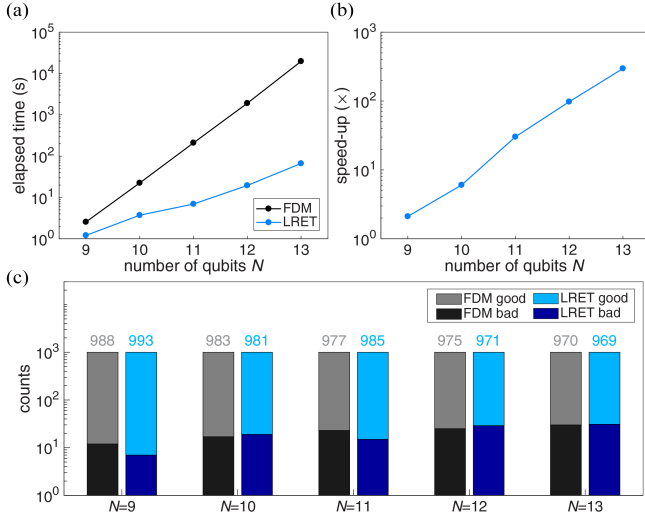 (a)
10^5
10^4
10^3
10^2
10^1
10^0
elapsed time (s)
FDM
LRET
9 10 11 12 13
number of qubits N
(b)
10^3
10^2
10^1
10^0
speed-up (×)
9 10 11 12 13
number of qubits N
(c)
FDM good LRET good
FDM bad LRET bad
988 993 983 981 977 985 975 971 970 969
10^3
10^2
10^1
10^0
counts
N=9 N=10 N=11 N=12 N=13